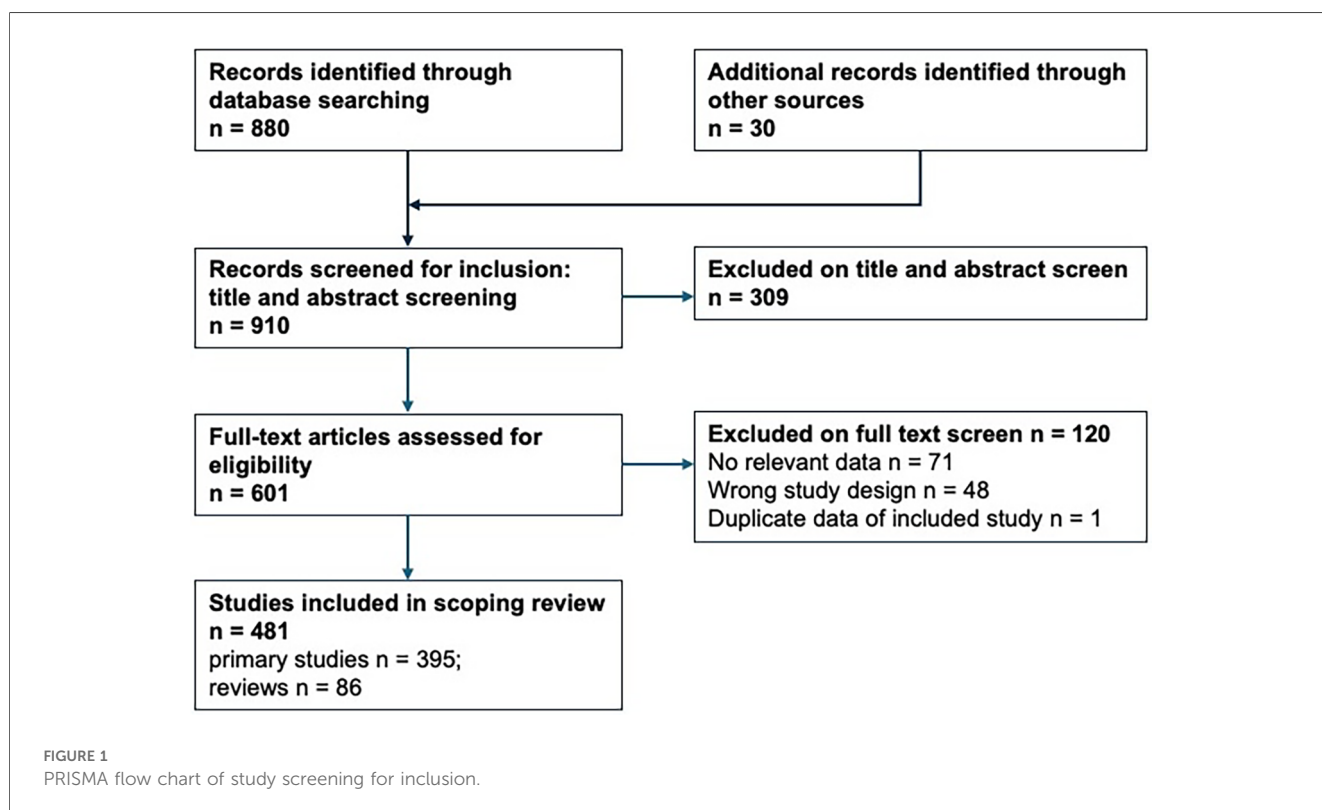 Records identified through
database searching
n = 880
Additional records identified through
other sources
n = 30
Records screened for inclusion:
title and abstract screening
n = 910
Excluded on title and abstract screen
n = 309
Full-text articles assessed for
eligibility
n = 601
Excluded on full text screen n = 120
No relevant data n = 71
Wrong study design n = 48
Duplicate data of included study n = 1
Studies included in scoping review
n = 481
primary studies n = 395;
reviews n = 86
FIGURE 1
PRISMA flow chart of study screening for inclusion.